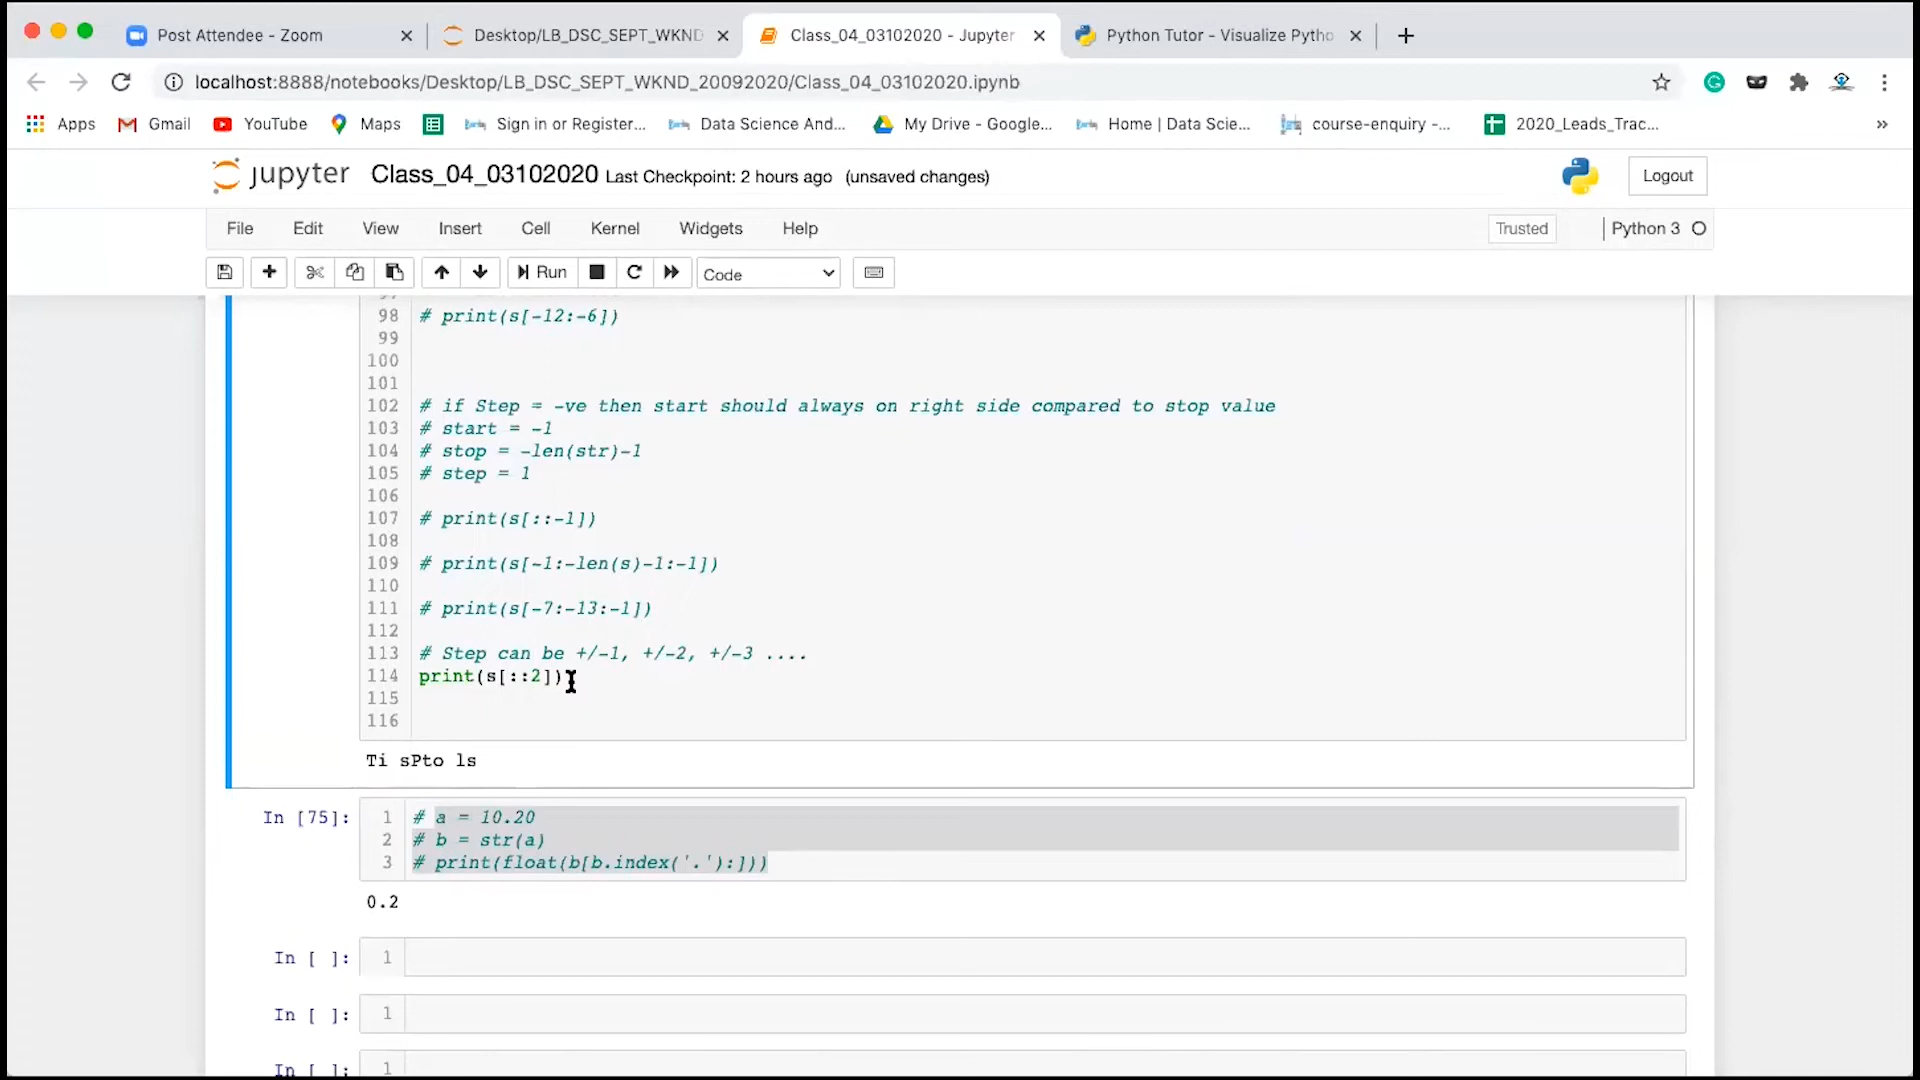 Post Attendee - Zoom
Desktop/LB_DSC_SEPT_WKND
Class_04_03102020 - Jupyter
Python Tutor - Visualize Pytho
localhost:8888/notebooks/Desktop/LB_DSC_SEPT_WKND_20092020/Class_04_03102020.ipynb
Apps Gmail YouTube Maps Sign in or Register... Data Science And... My Drive - Google... Home | Data Scie... course-enquiry -... 2020_Leads_Trac... »
jupyter Class_04_03102020 Last Checkpoint: 2 hours ago (unsaved changes) Logout
File Edit View Insert Cell Kernel Widgets Help Trusted Python 3
Run Code
97
98 # print(s[-12:-6])
99
100
101
102 # if Step = -ve then start should always on right side compared to stop value
103 # start = -1
104 # stop = -len(str)-1
105 # step = 1
106
107 # print(s[::-1])
108
109 # print(s[-1:-len(s)-1:-1])
110
111 # print(s[-7:-13:-1])
112
113 # Step can be +/-1, +/-2, +/-3 ....
114 print(s[::2])
115
116
Ti sPto ls
In [75]: 1 # a = 10.20
2 # b = str(a)
3 # print(float(b[b.index('.'):]))
0.2
In [ ]: 1
In [ ]: 1
In [ ]: 1